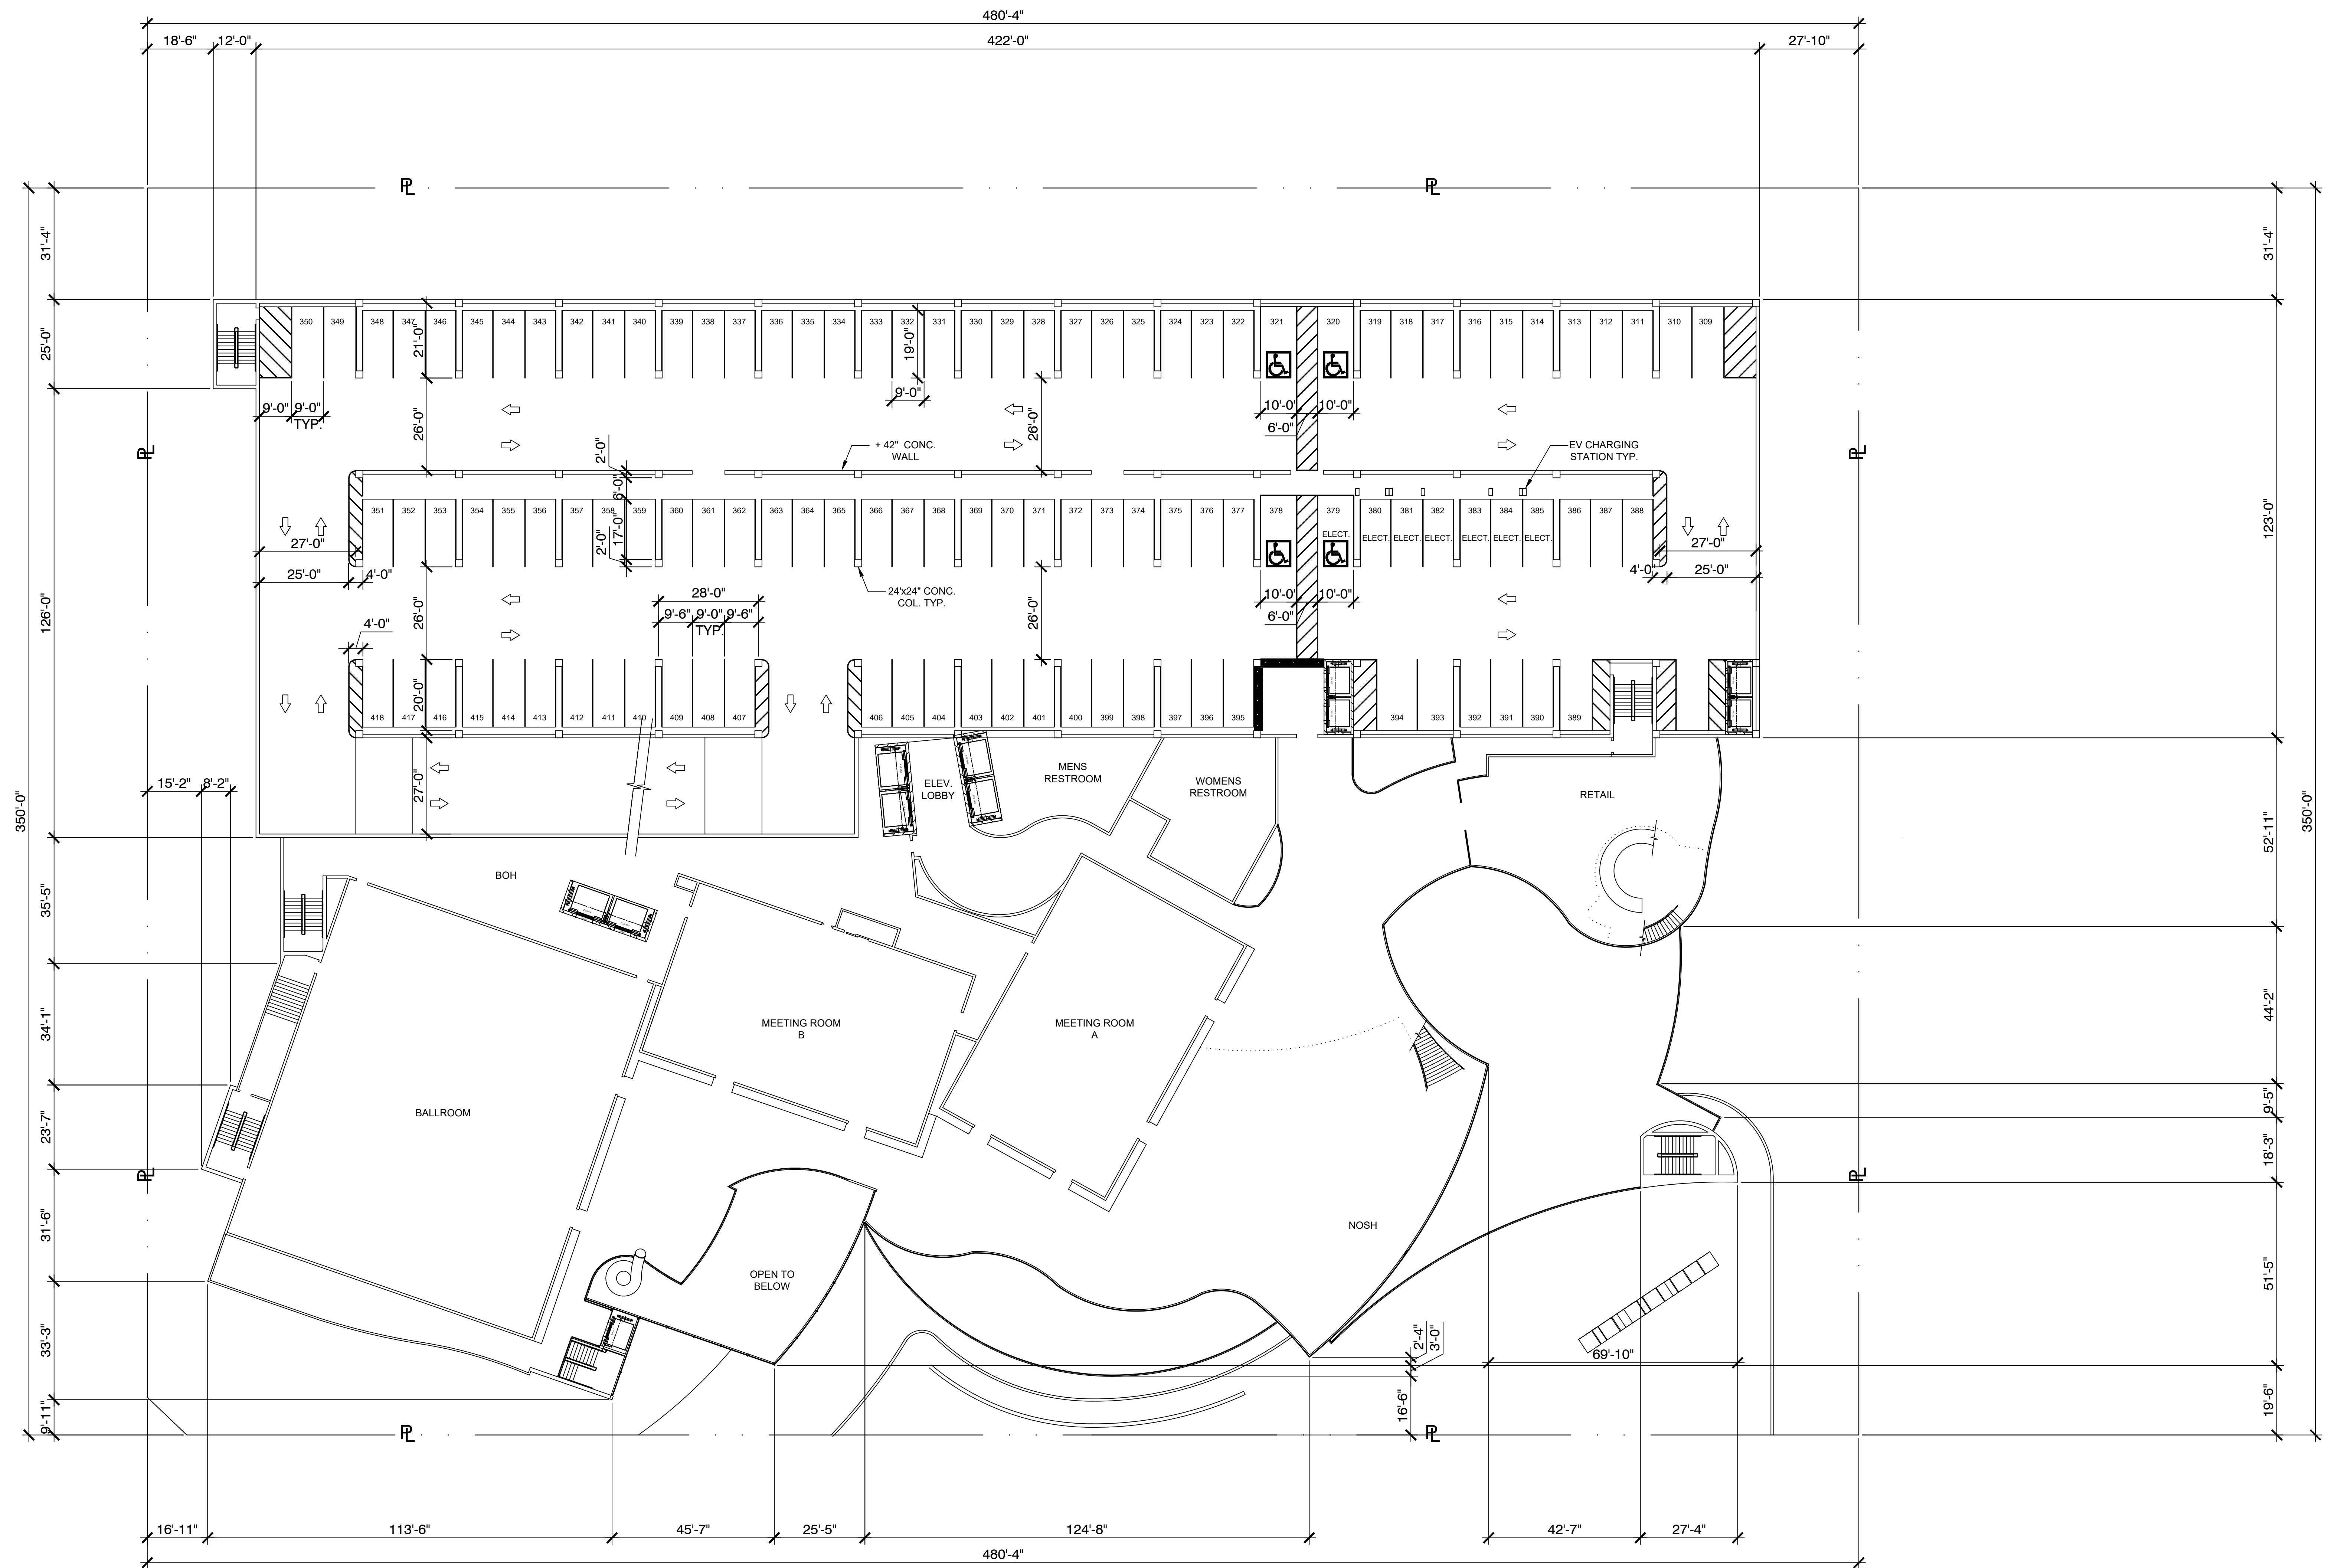 480'-4"
18'-6" 12'-0" 422'-0" 27'-10"
PL PL
31'-4" 31'-4"
350 349 348 347 346 345 344 343 342 341 340 339 338 337 336 335 334 333 332 331 330 329 328 327 326 325 324 323 322 321 320 319 318 317 316 315 314 313 312 311 310 309
25'-0" 21'-0" 19'-0"
9'-0" 9'-0" 9'-0" 10'-0" 10'-0"
TYP.
26'-0" 26'-0" 6'-0"
+ 42" CONC.
WALL
EV CHARGING
STATION TYP.
PL PL
2'-0"
6'-0"
351 352 353 354 355 356 357 358 359 360 361 362 363 364 365 366 367 368 369 370 371 372 373 374 375 376 377 378 379 380 381 382 383 384 385 386 387 388
17'-0" 123'-0"
ELECT. ELECT. ELECT. ELECT. ELECT. ELECT. ELECT.
27'-0" 2'-0" 27'-0"
25'-0" 4'-0" 4'-0" 25'-0"
24'x24" CONC.
COL. TYP.
28'-0" 10'-0" 10'-0"
126'-0" 26'-0" 9'-6" 9'-0" 9'-6" 26'-0" 6'-0"
4'-0" TYP.
20'-0"
418 417 416 415 414 413 412 411 410 409 408 407 406 405 404 403 402 401 400 399 398 397 396 395 394 393 392 391 390 389
MENS
RESTROOM
WOMENS
RESTROOM
ELEV.
LOBBY
RETAIL
15'-2" 8'-2" 27'-0"
350'-0" 350'-0"
52'-11"
35'-5"
BOH
44'-2"
34'-1"
MEETING ROOM
B
MEETING ROOM
A
9'-5"
BALLROOM
23'-7" 18'-3"
PL PL
31'-6"
NOSH
OPEN TO
BELOW
51'-5"
33'-3" 2'-4" 3'-0"
69'-10"
16'-6" 19'-6"
9'-11"
PL PL
16'-11" 113'-6" 45'-7" 25'-5" 124'-8" 42'-7" 27'-4"
480'-4"